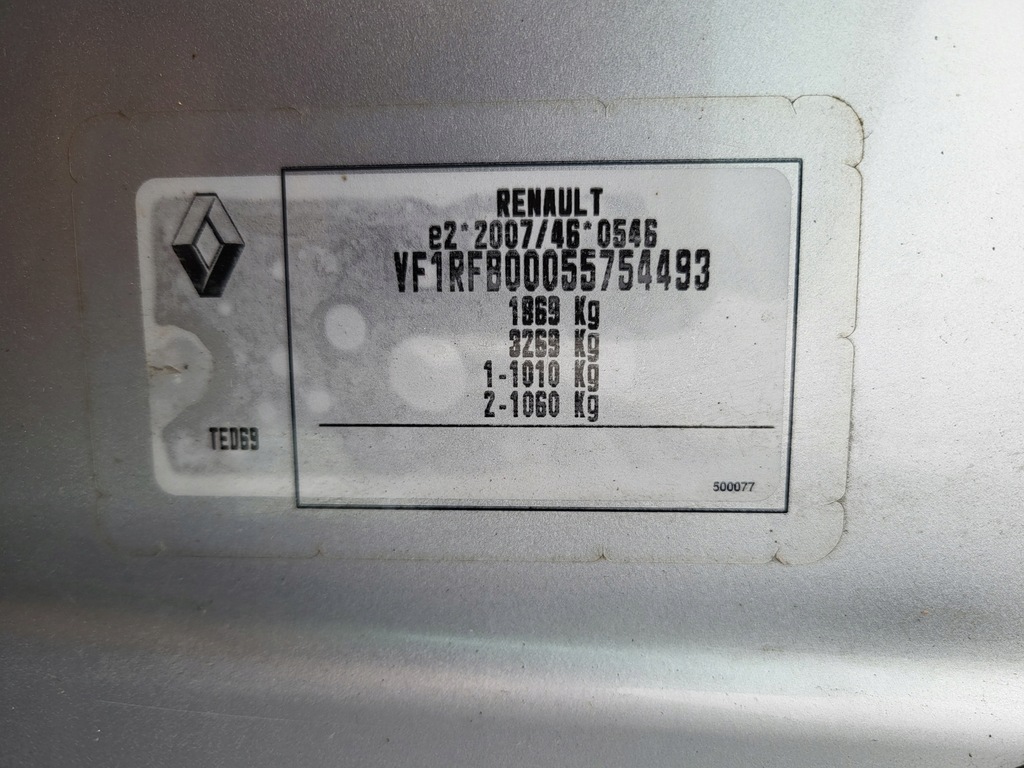 RENAULT
e2*2007/46*0546
VF1RFB00055754493
1869 Kg
3269 Kg
1-1010 Kg
2-1060 Kg
TED69
500077